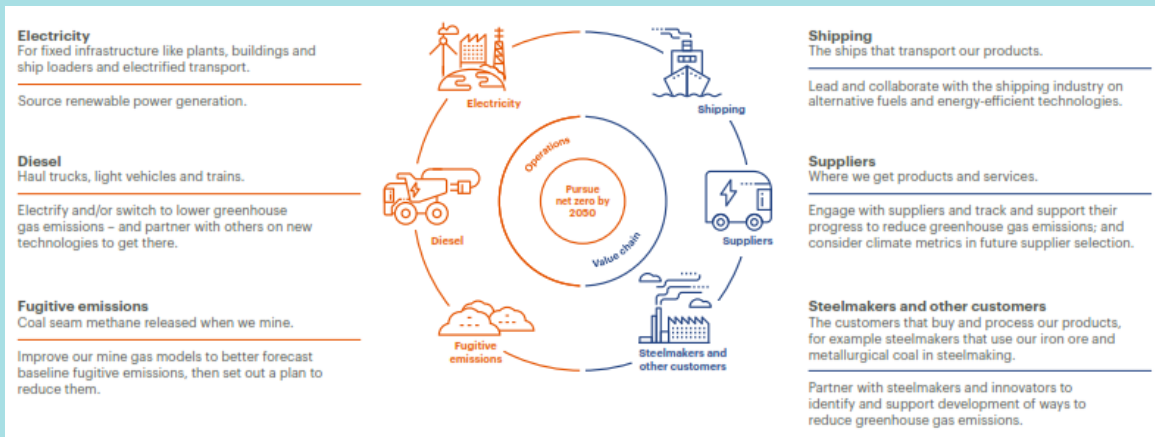 Electricity
For fixed infrastructure like plants, buildings and
ship loaders and electrified transport.
Source renewable power generation.
Diesel
Haul trucks, light vehicles and trains.
Electrify and/or switch to lower greenhouse
gas emissions – and partner with others on new
technologies to get there.
Fugitive emissions
Coal seam methane released when we mine.
Improve our mine gas models to better forecast
baseline fugitive emissions, then set out a plan to
reduce them.
Electricity
Diesel
Fugitive
emissions
Operations
Pursue
net zero by
2050
Value chain
Shipping
Suppliers
Steelmakers and
other customers
Shipping
The ships that transport our products.
Lead and collaborate with the shipping industry on
alternative fuels and energy-efficient technologies.
Suppliers
Where we get products and services.
Engage with suppliers and track and support their
progress to reduce greenhouse gas emissions; and
consider climate metrics in future supplier selection.
Steelmakers and other customers
The customers that buy and process our products,
for example steelmakers that use our iron ore and
metallurgical coal in steelmaking.
Partner with steelmakers and innovators to
identify and support development of ways to
reduce greenhouse gas emissions.